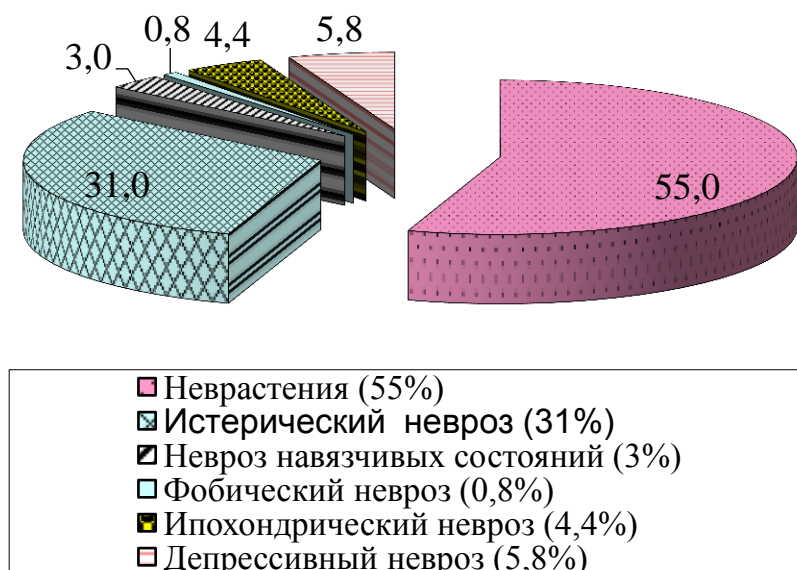 0,8
4,4
5,8
3,0
31,0
55,0
Неврастения (55%)
Истерический невроз (31%)
Невроз навязчивых состояний (3%)
Фобический невроз (0,8%)
Ипохондрический невроз (4,4%)
Депрессивный невроз (5,8%)